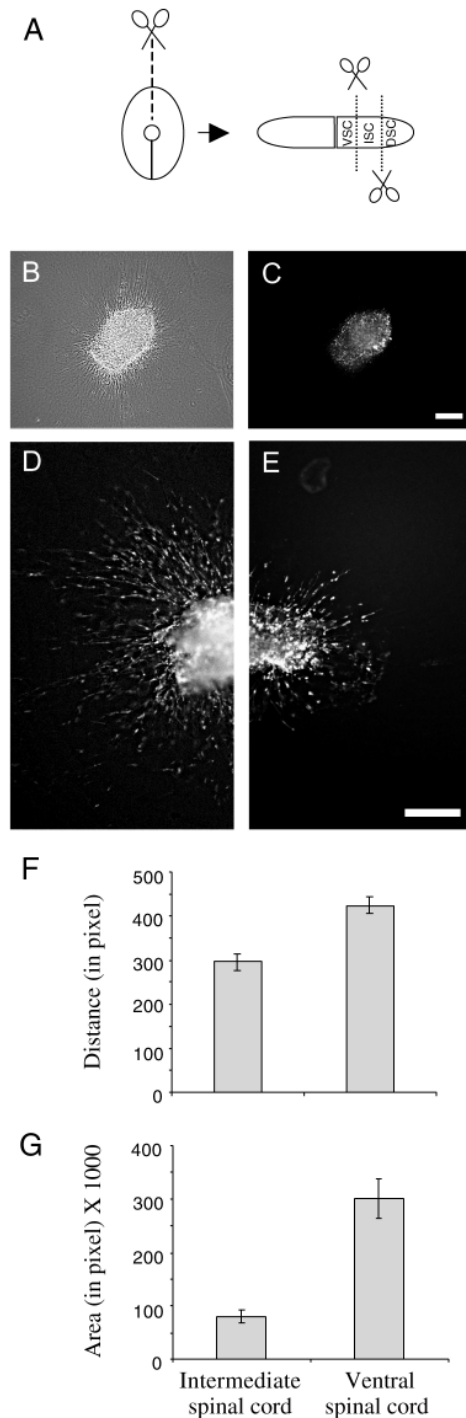 A
VSC
ISC
DSC
B
C
D
E
F
Distance (in pixel)
500
400
300
200
100
0
G
Area (in pixel) X 1000
400
300
200
100
0
Intermediate
spinal cord
Ventral
spinal cord